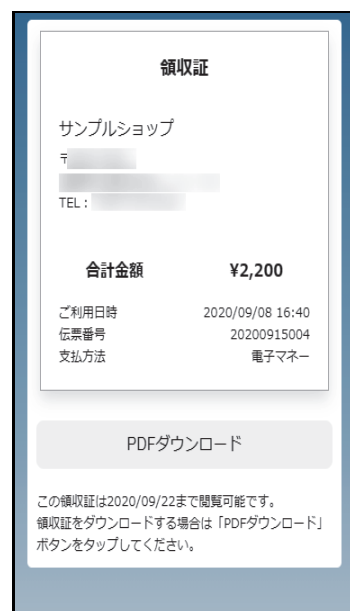 領収証
サンプルショップ
〒
TEL :
合計金額 ¥2,200
ご利用日時 2020/09/08 16:40
伝票番号 20200915004
支払方法 電子マネー
PDFダウンロード
この領収証は2020/09/22まで閲覧可能です。
領収証をダウンロードする場合は「PDFダウンロード」
ボタンをタップしてください。